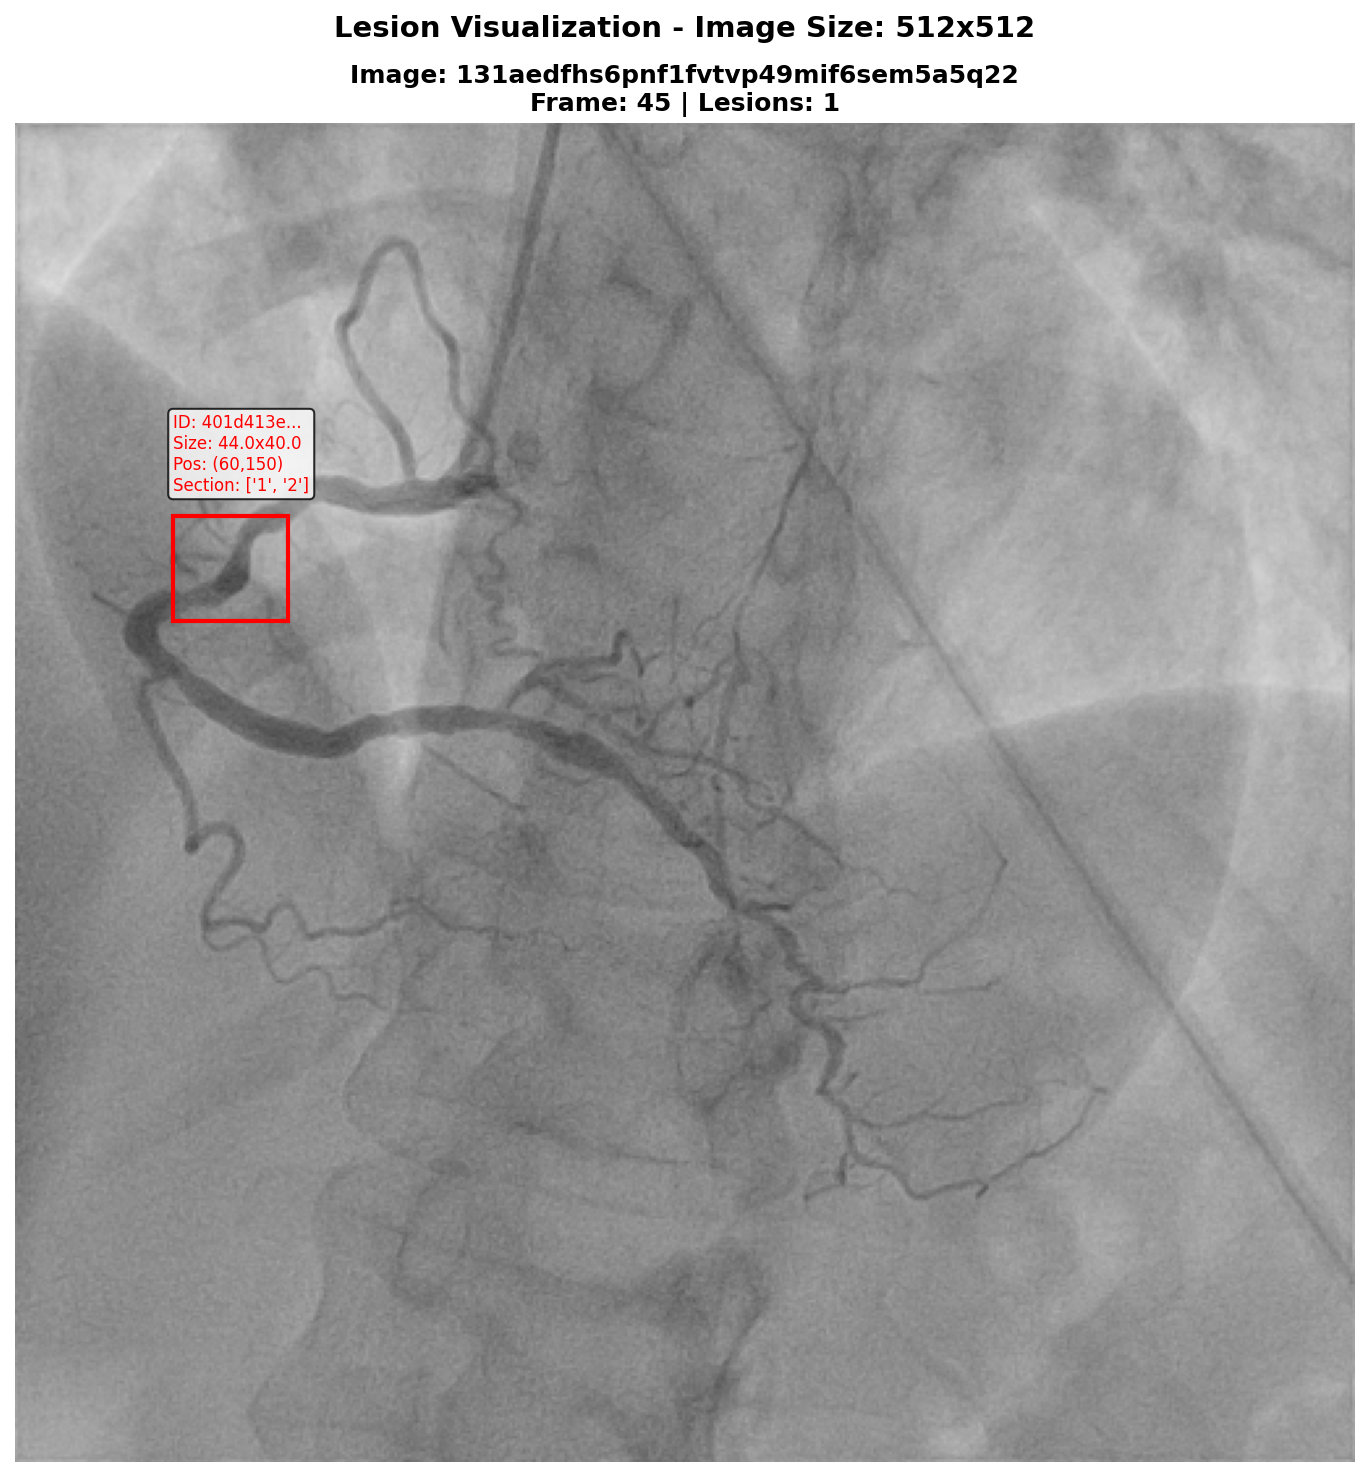 Lesion Visualization - Image Size: 512x512
Image: 131aedfhs6pnf1fvtvp49mif6sem5a5q22
Frame: 45 | Lesions: 1
ID: 401d413e...
Size: 44.0x40.0
Pos: (60,150)
Section: ['1', '2']